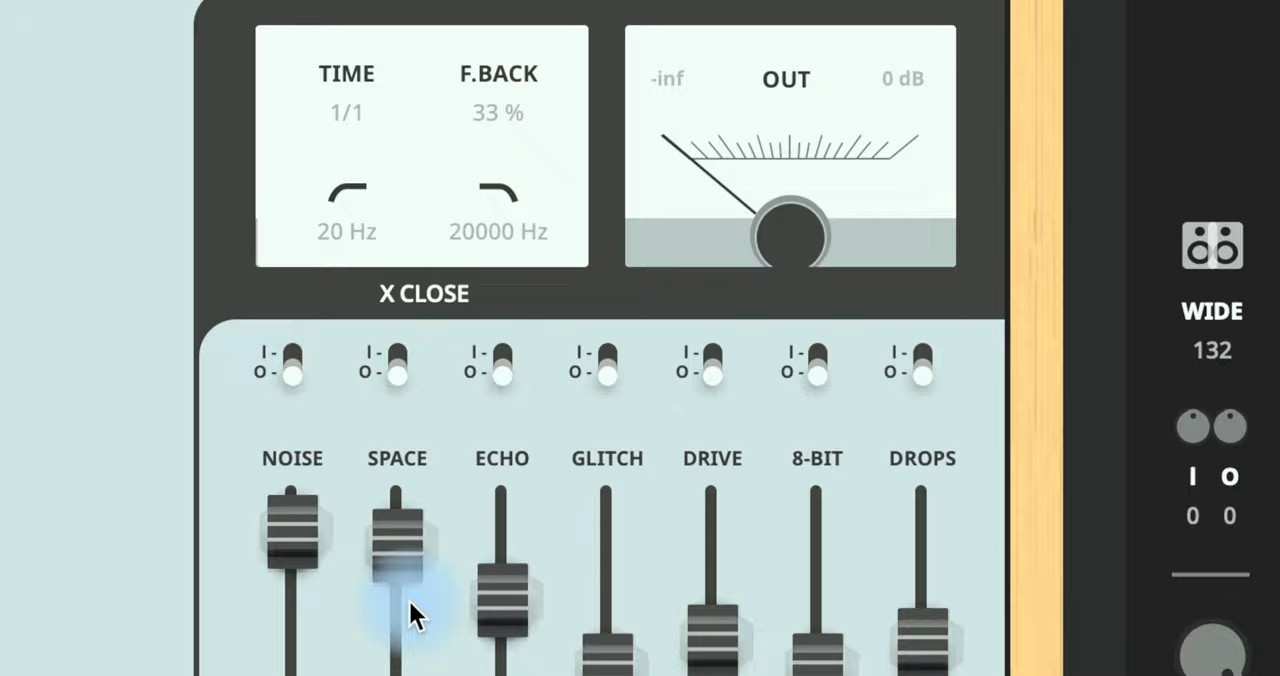 TIME F.BACK
1/1 33 %
20 Hz 20000 Hz
-inf OUT 0 dB
X CLOSE
I - I - I - I - I - I - I -
O - O - O - O - O - O - O -
NOISE SPACE ECHO GLITCH DRIVE 8-BIT DROPS
WIDE
132
I O
0 0